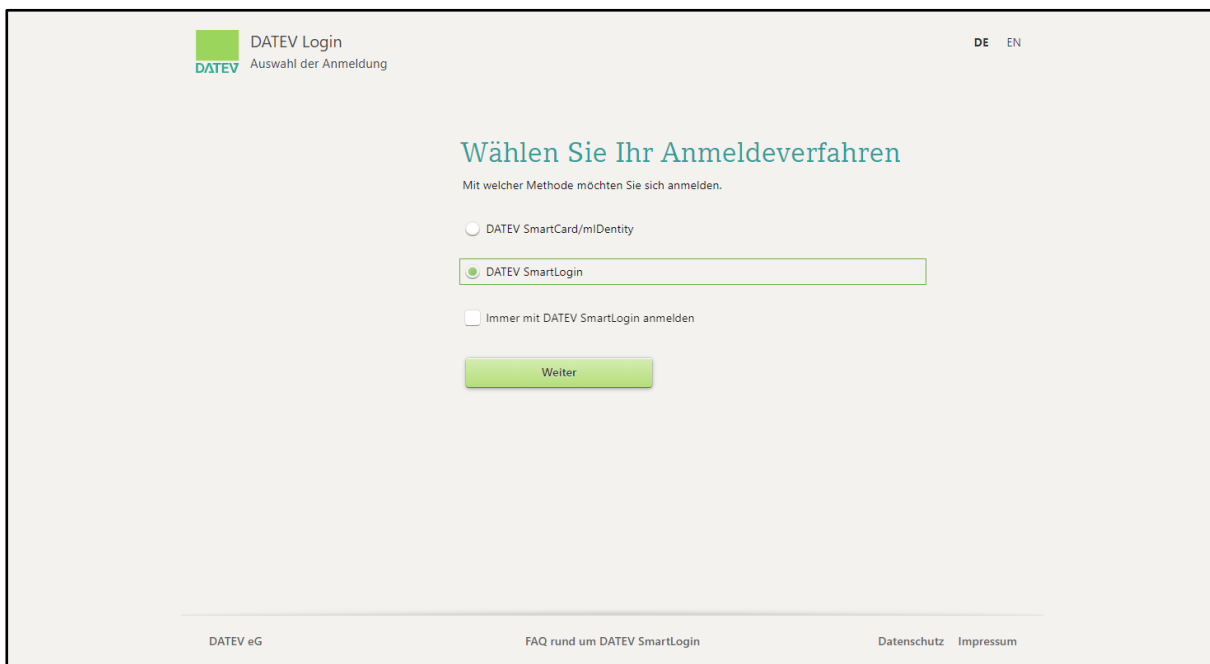 DATEV Login
DE EN
DATEV Auswahl der Anmeldung
Wählen Sie Ihr Anmeldeverfahren
Mit welcher Methode möchten Sie sich anmelden.
DATEV SmartCard/mIDentity
DATEV SmartLogin
Immer mit DATEV SmartLogin anmelden
Weiter
DATEV eG
FAQ rund um DATEV SmartLogin
Datenschutz Impressum